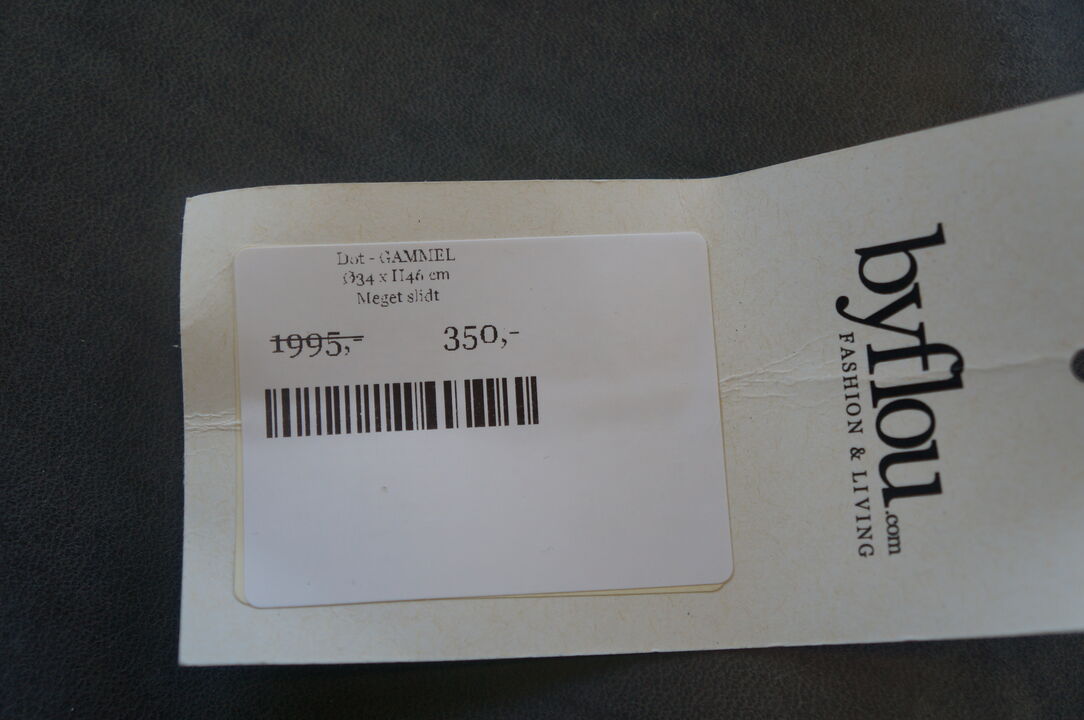 Dot - GAMMEL
Ø34 x H46 cm
Meget slidt
1995,- 350,-
byflou.com
FASHION & LIVING